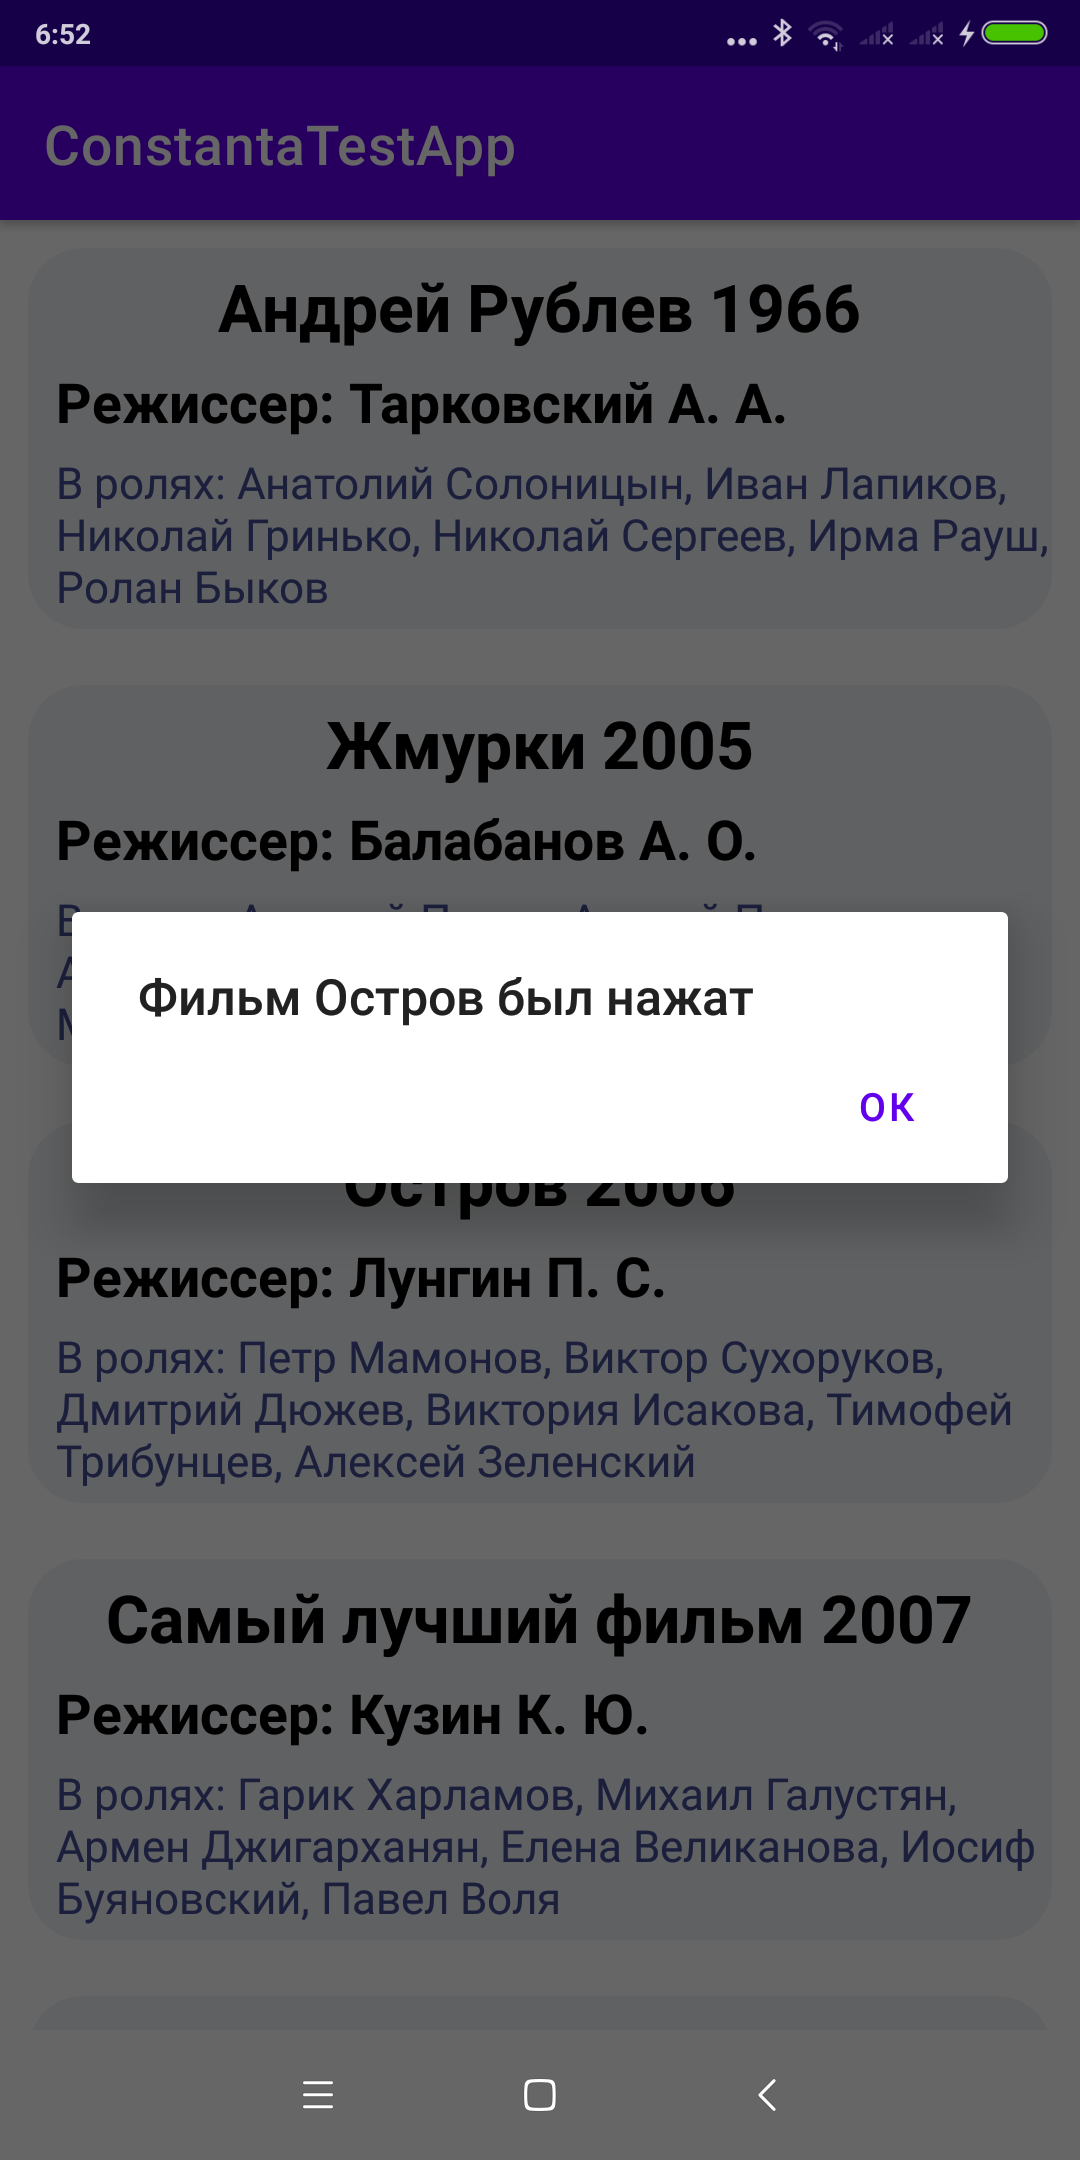 6:52
ConstantaTestApp
Андрей Рублев 1966
Режиссер: Тарковский А. А.
В ролях: Анатолий Солоницын, Иван Лапиков,
Николай Гринько, Николай Сергеев, Ирма Рауш,
Ролан Быков
Жмурки 2005
Режиссер: Балабанов А. О.
Фильм Остров был нажат
ОК
Остров 2006
Режиссер: Лунгин П. С.
В ролях: Петр Мамонов, Виктор Сухоруков,
Дмитрий Дюжев, Виктория Исакова, Тимофей
Трибунцев, Алексей Зеленский
Самый лучший фильм 2007
Режиссер: Кузин К. Ю.
В ролях: Гарик Харламов, Михаил Галустян,
Армен Джигарханян, Елена Великанова, Иосиф
Буяновский, Павел Воля